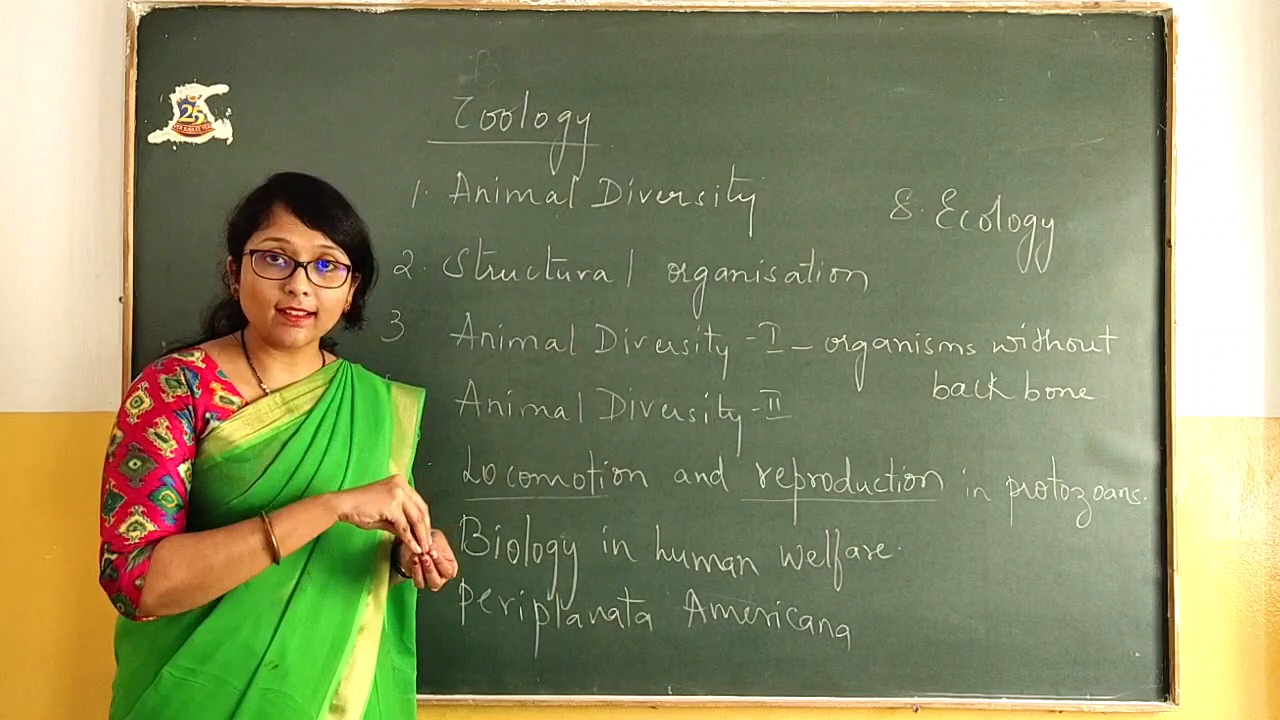 Zoology
1. Animal Diversity
2. Structural organisation
3 Animal Diversity - I - organisms without
back bone
Animal Diversity - II
Locomotion and reproduction in protozoans.
Biology in human welfare.
Periplanata Americana
8. Ecology
25